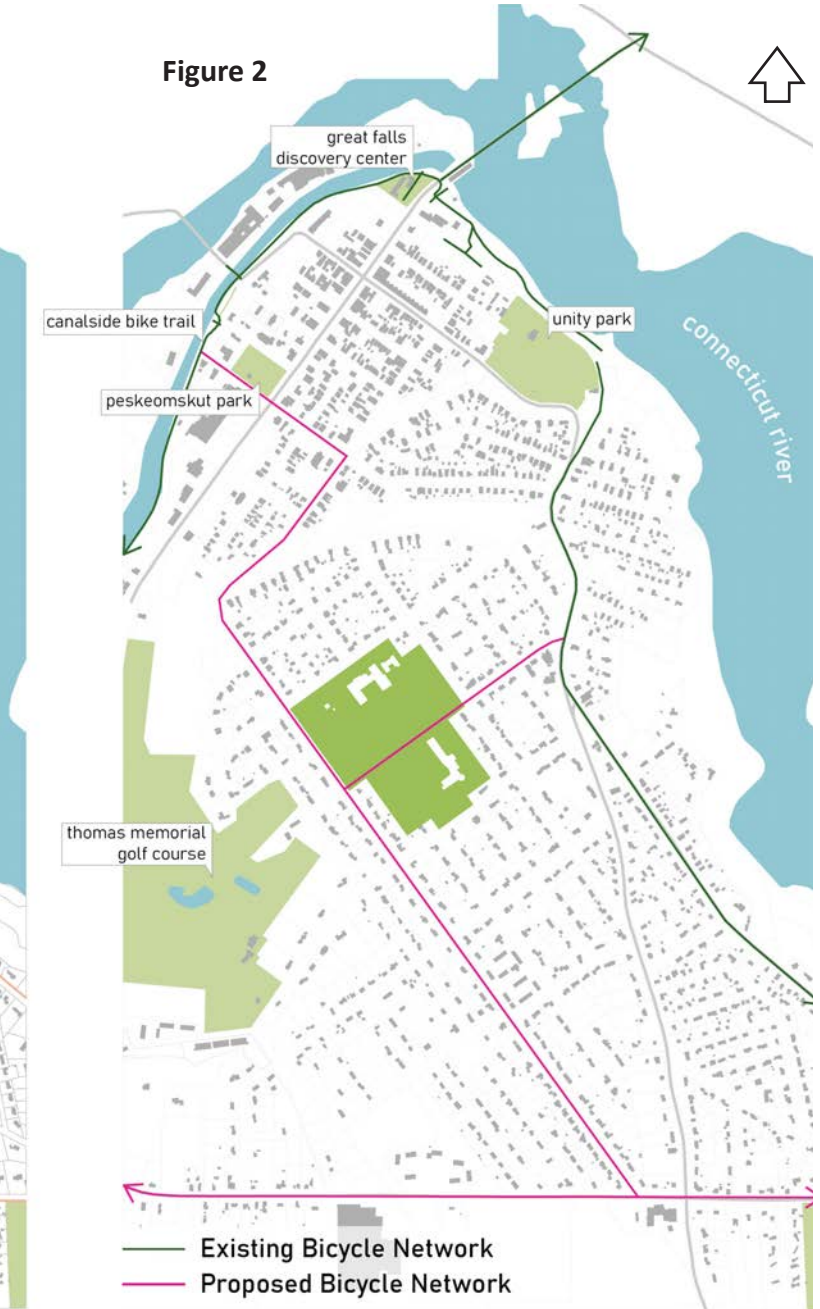 Figure 2
great falls
discovery center
unity park
canalside bike trail
connecticut river
peskeomskut park
thomas memorial
golf course
Existing Bicycle Network
Proposed Bicycle Network